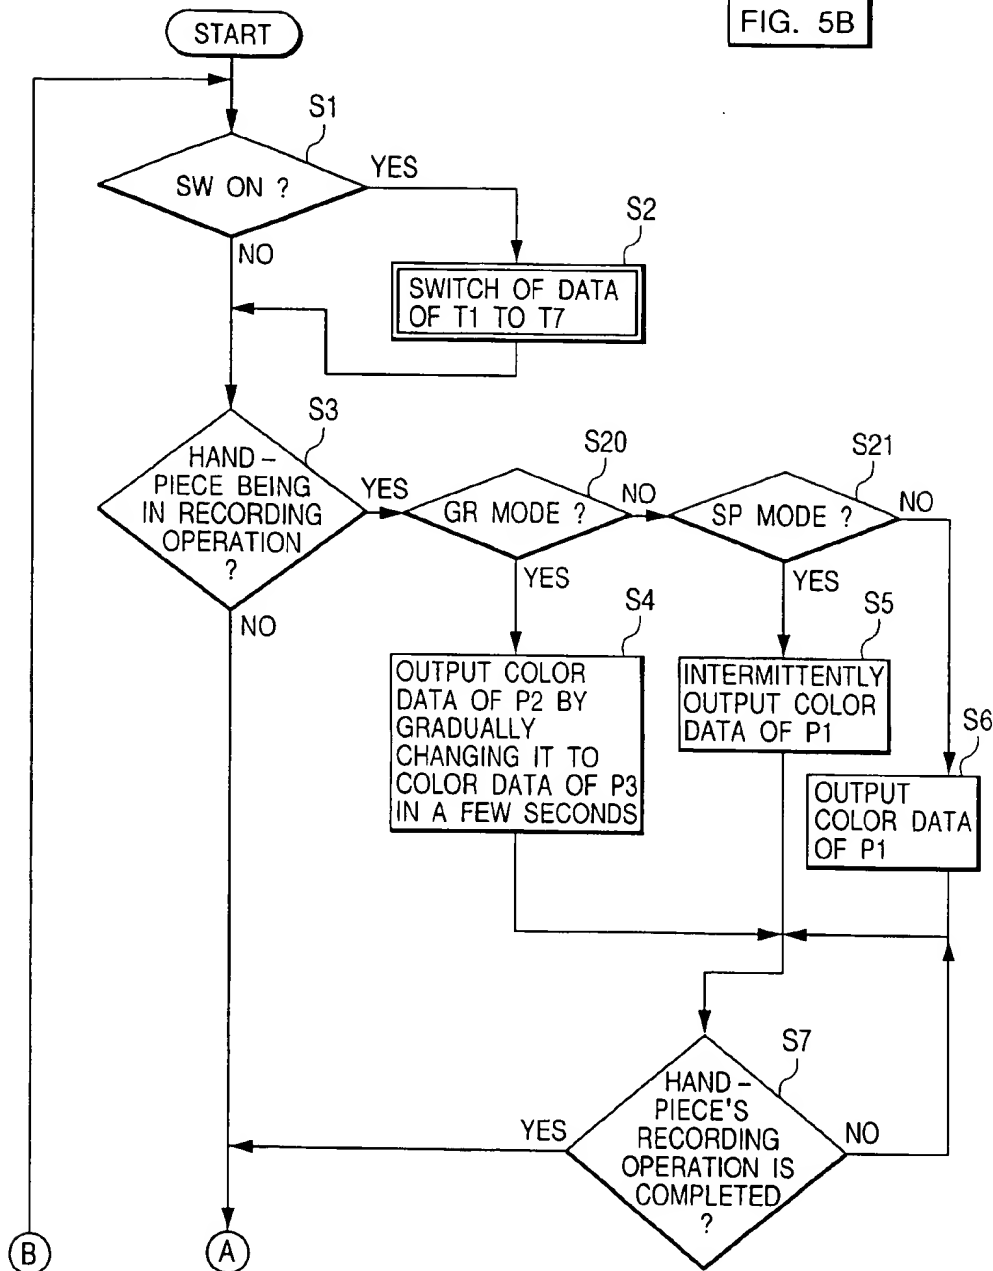 FIG. 5B
START
S1
SW ON ?
YES
NO
S2
SWITCH OF DATA
OF T1 TO T7
S3
HAND-
PIECE BEING
IN RECORDING
OPERATION
?
YES
NO
S20
GR MODE ?
NO
YES
S21
SP MODE ?
NO
YES
S4
OUTPUT COLOR
DATA OF P2 BY
GRADUALLY
CHANGING IT TO
COLOR DATA OF P3
IN A FEW SECONDS
S5
INTERMITTENTLY
OUTPUT COLOR
DATA OF P1
S6
OUTPUT
COLOR DATA
OF P1
S7
HAND-
PIECE'S
RECORDING
OPERATION IS
COMPLETED
?
YES
NO
B
A